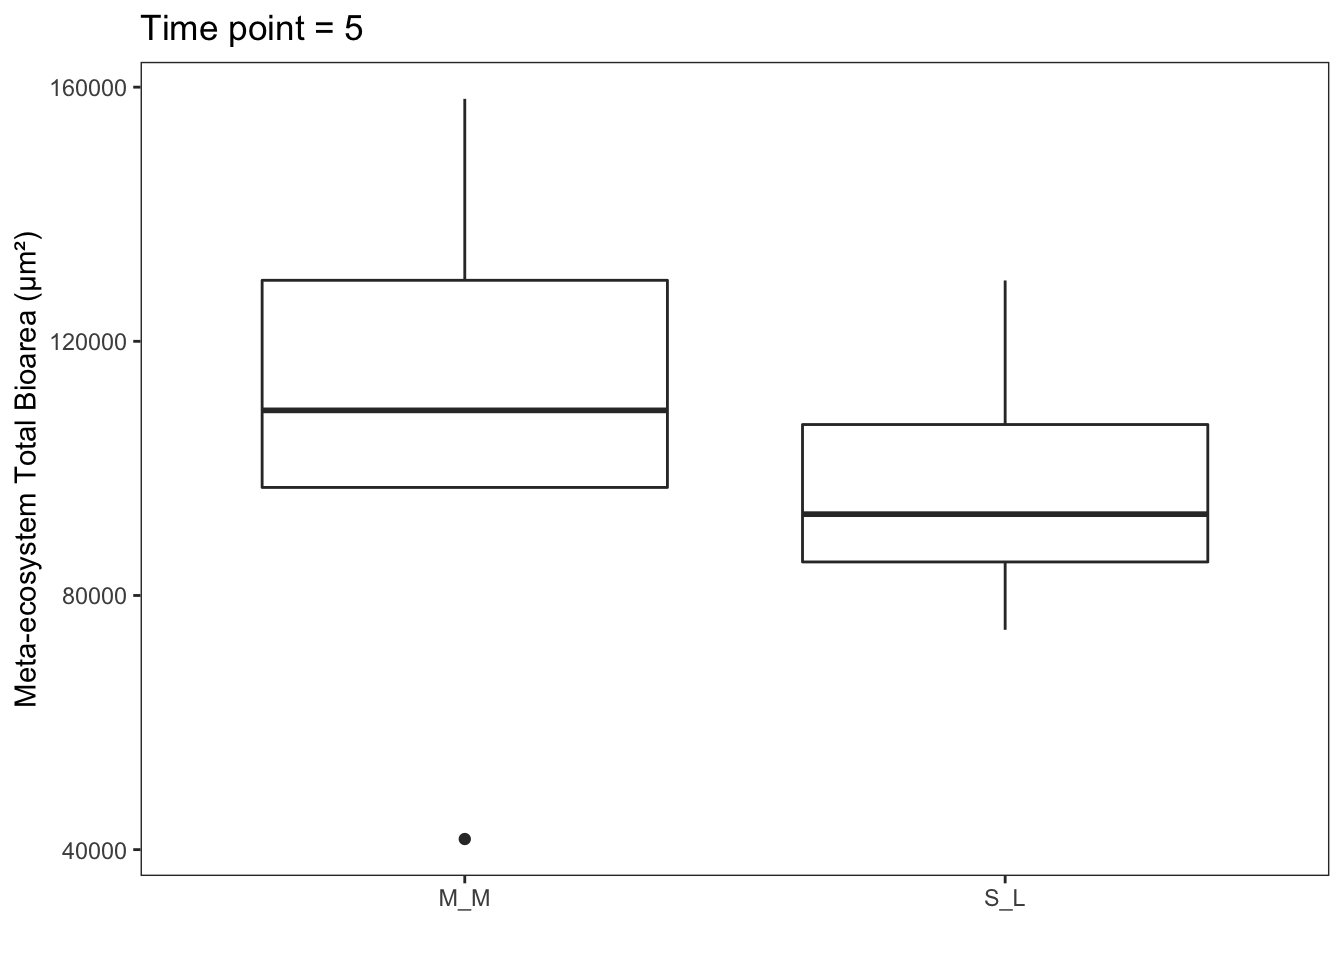 Time point = 5
Meta-ecosystem Total Bioarea (µm²)
160000
120000
80000
40000
M_M
S_L